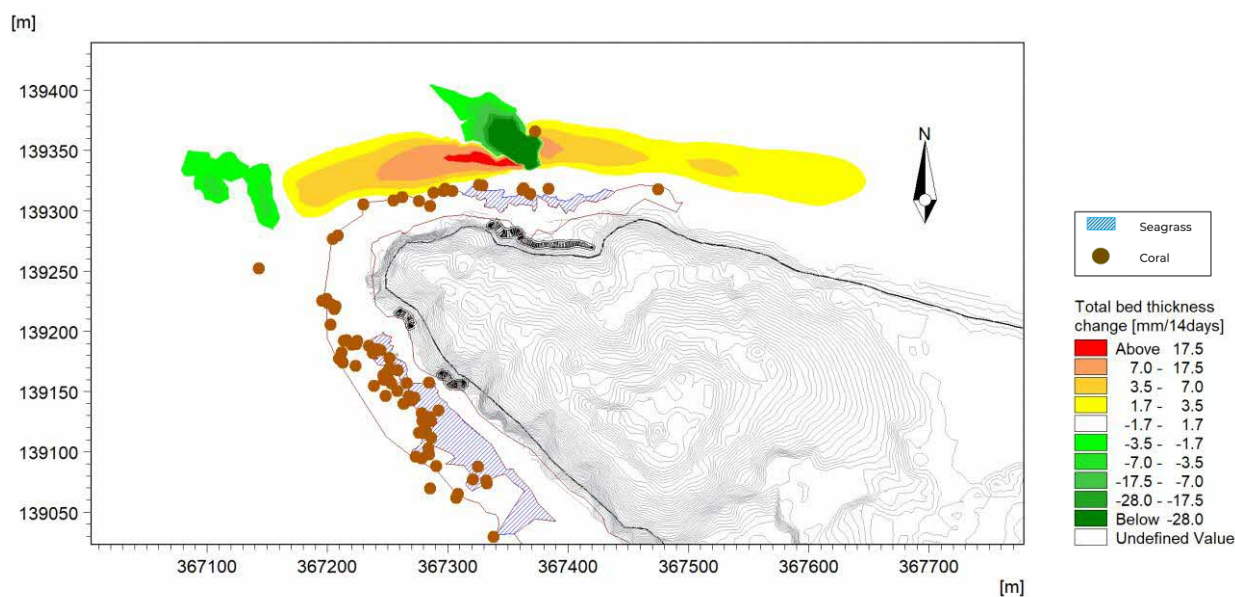 [m]
139400
139350
139300
139250
139200
139150
139100
139050
367100 367200 367300 367400 367500 367600 367700
[m]
N
Seagrass
Coral
Total bed thickness
change [mm/14days]
Above 17.5
7.0 - 17.5
3.5 - 7.0
1.7 - 3.5
-1.7 - 1.7
-3.5 - -1.7
-7.0 - -3.5
-17.5 - -7.0
-28.0 - -17.5
Below -28.0
Undefined Value